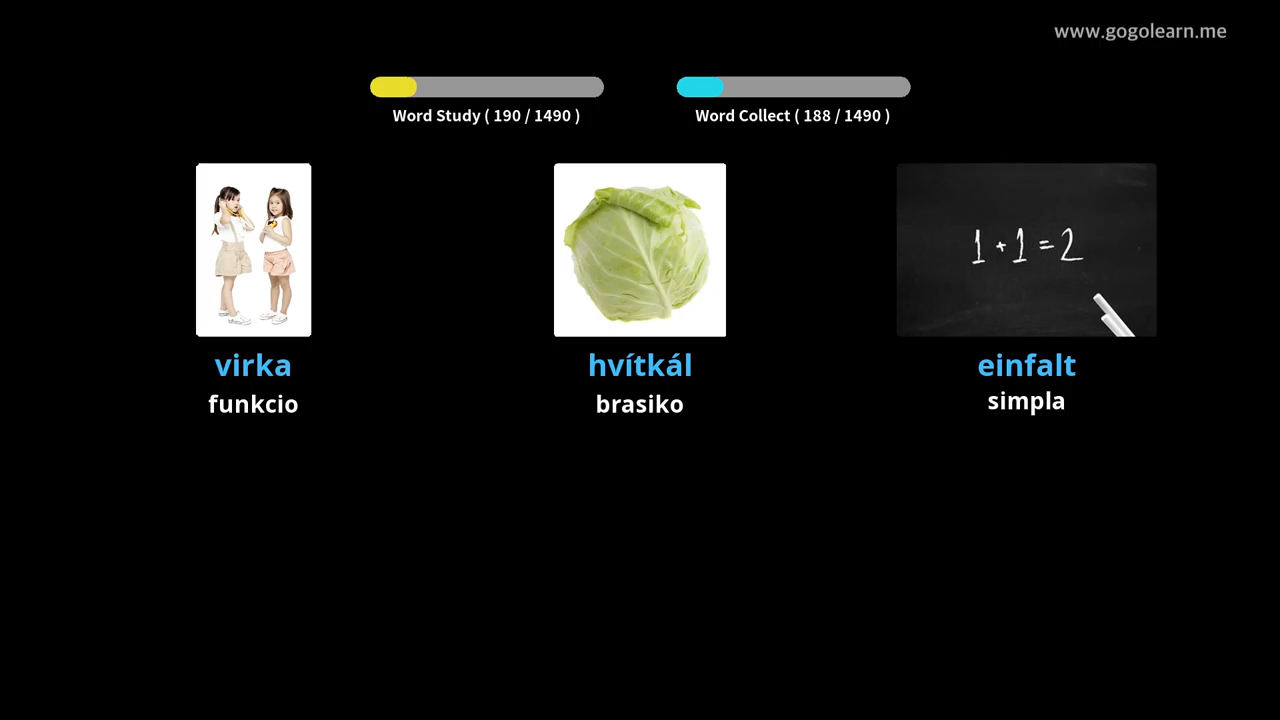 www.gogolearn.me
Word Study ( 190 / 1490 )
Word Collect ( 188 / 1490 )
1 + 1 = 2
virka
funkcio
hvítkál
brasiko
einfalt
simpla